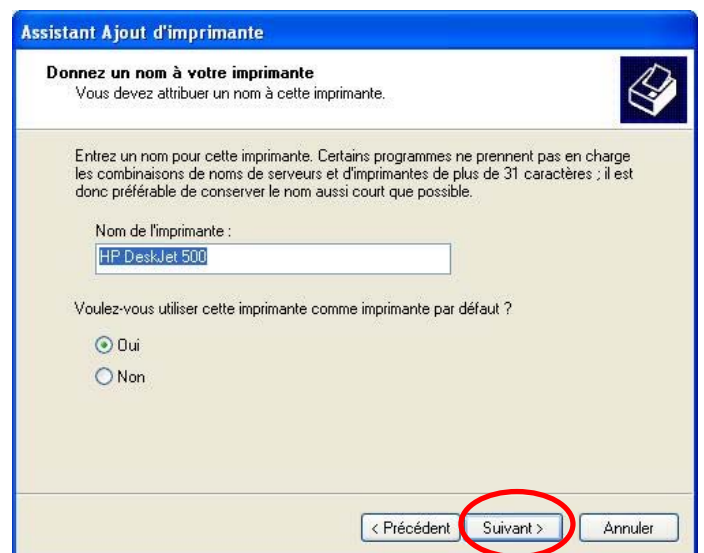 Assistant Ajout d'imprimante
Donnez un nom à votre imprimante
Vous devez attribuer un nom à cette imprimante.
Entrez un nom pour cette imprimante. Certains programmes ne prennent pas en charge
les combinaisons de noms de serveurs et d'imprimantes de plus de 31 caractères ; il est
donc préférable de conserver le nom aussi court que possible.
Nom de l'imprimante :
HP DeskJet 500
Voulez-vous utiliser cette imprimante comme imprimante par défaut ?
Oui
Non
< Précédent Suivant > Annuler